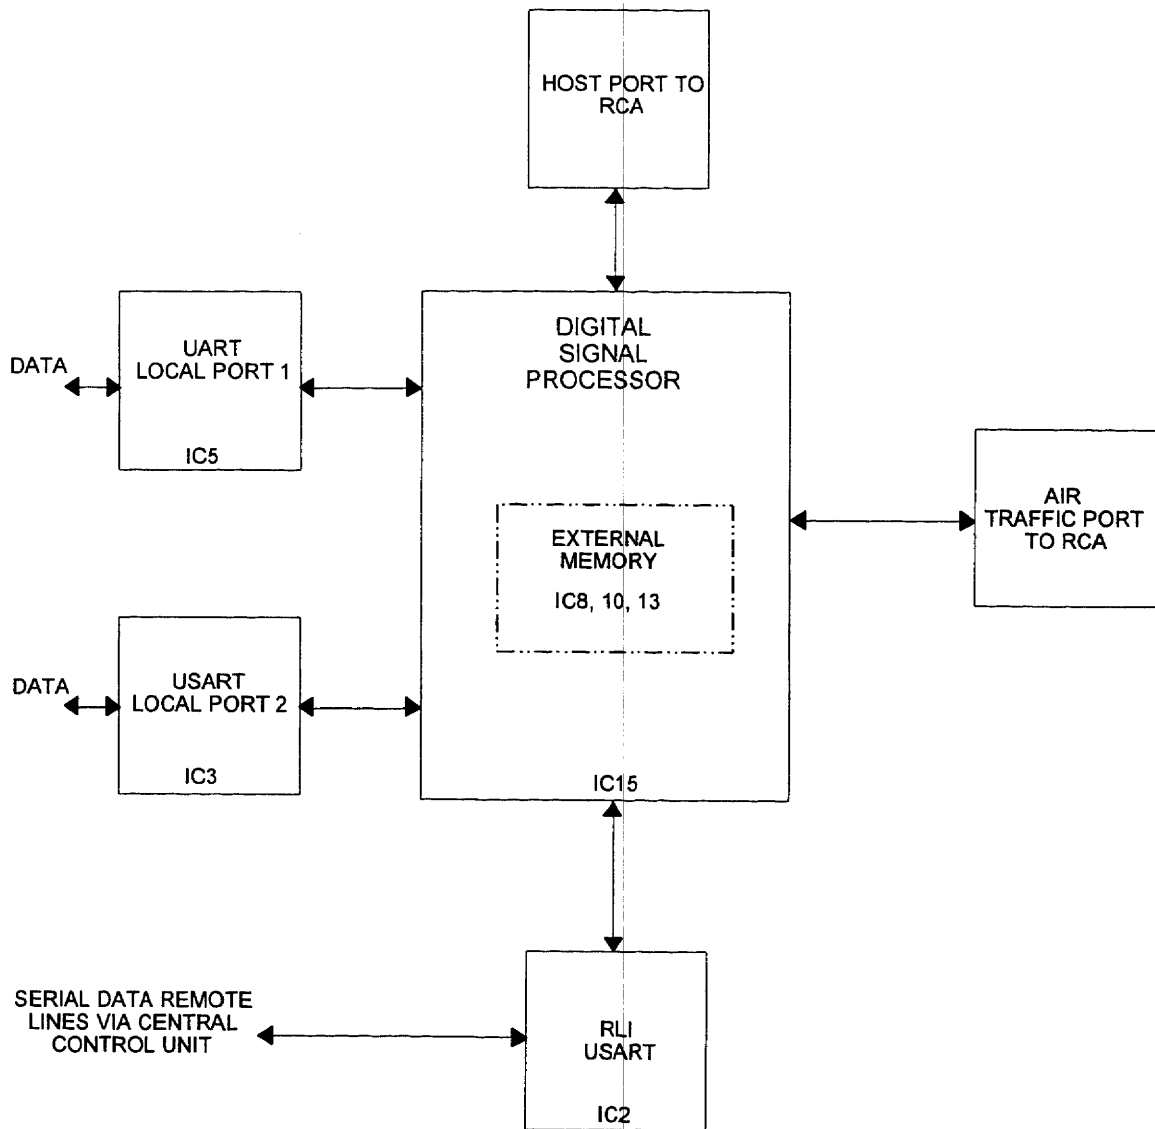 HOST PORT TO
RCA
DIGITAL
SIGNAL
PROCESSOR
UART
LOCAL PORT 1
DATA
IC5
AIR
TRAFFIC PORT
TO RCA
EXTERNAL
MEMORY
IC8, 10, 13
DATA
USART
LOCAL PORT 2
IC3
IC15
SERIAL DATA REMOTE
LINES VIA CENTRAL
CONTROL UNIT
RLI
USART
IC2